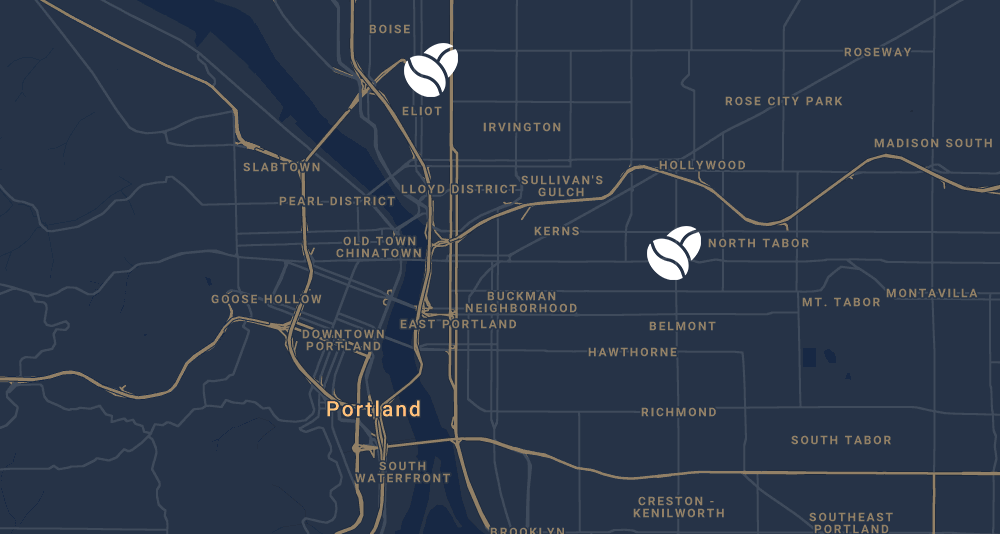 BOISE
ROSEWAY
ROSE CITY PARK
ELIOT
IRVINGTON
MADISON SOUTH
SLABTOWN
HOLLYWOOD
SULLIVAN'S
GULCH
LLOYD DISTRICT
PEARL DISTRICT
KERNS
OLD TOWN
CHINATOWN
NORTH TABOR
GOOSE HOLLOW
BUCKMAN
NEIGHBORHOOD
MT. TABOR
MONTAVILLA
EAST PORTLAND
BELMONT
DOWNTOWN
PORTLAND
HAWTHORNE
Portland
RICHMOND
SOUTH TABOR
SOUTH
WATERFRONT
CRESTON -
KENILWORTH
SOUTHEAST
PORTLAND
BROOKLYN